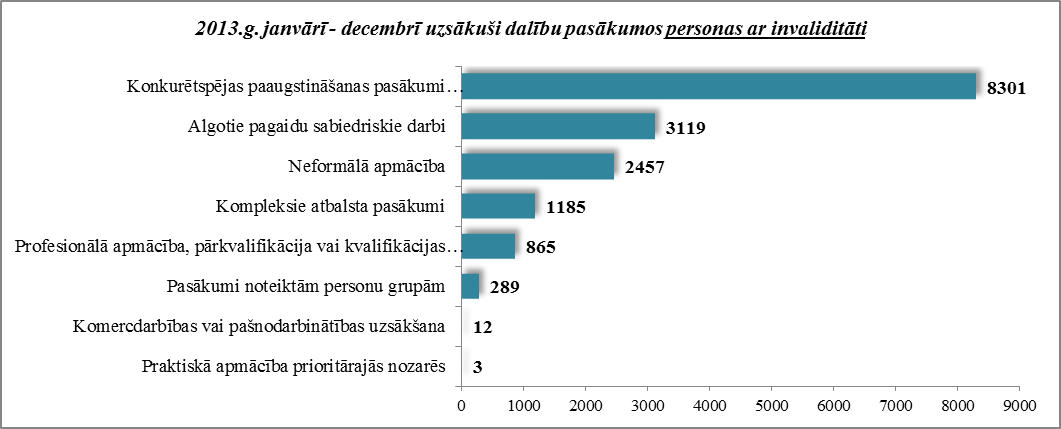 2013.g. janvārī - decembrī uzsākuši dalību pasākumos personas ar invaliditāti
Konkurētspējas paaugstināšanas pasākumi… 8301
Algotie pagaidu sabiedriskie darbi 3119
Neformālā apmācība 2457
Kompleksie atbalsta pasākumi 1185
Profesionālā apmācība, pārkvalifikācija vai kvalifikācijas… 865
Pasākumi noteiktām personu grupām 289
Komercdarbības vai pašnodarbinātības uzsākšana 12
Praktiskā apmācība prioritārajās nozarēs 3
0 1000 2000 3000 4000 5000 6000 7000 8000 9000